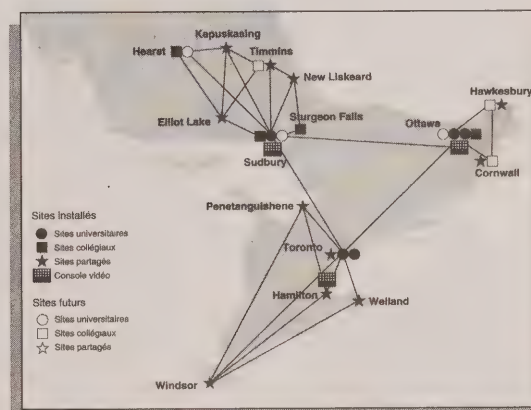 Kapuskasing
Hearst
Timmins
New Liskeard
Hawkesbury
Elliot Lake
Sturgeon Falls
Ottawa
Sudbury
Cornwall
Penetanguishene
Sites Installés
Sites universitaires
Sites collégiaux
Sites partagés
Console vidéo
Toronto
Hamilton
Welland
Sites futurs
Sites universitaires
Sites collégiaux
Sites partagés
Windsor